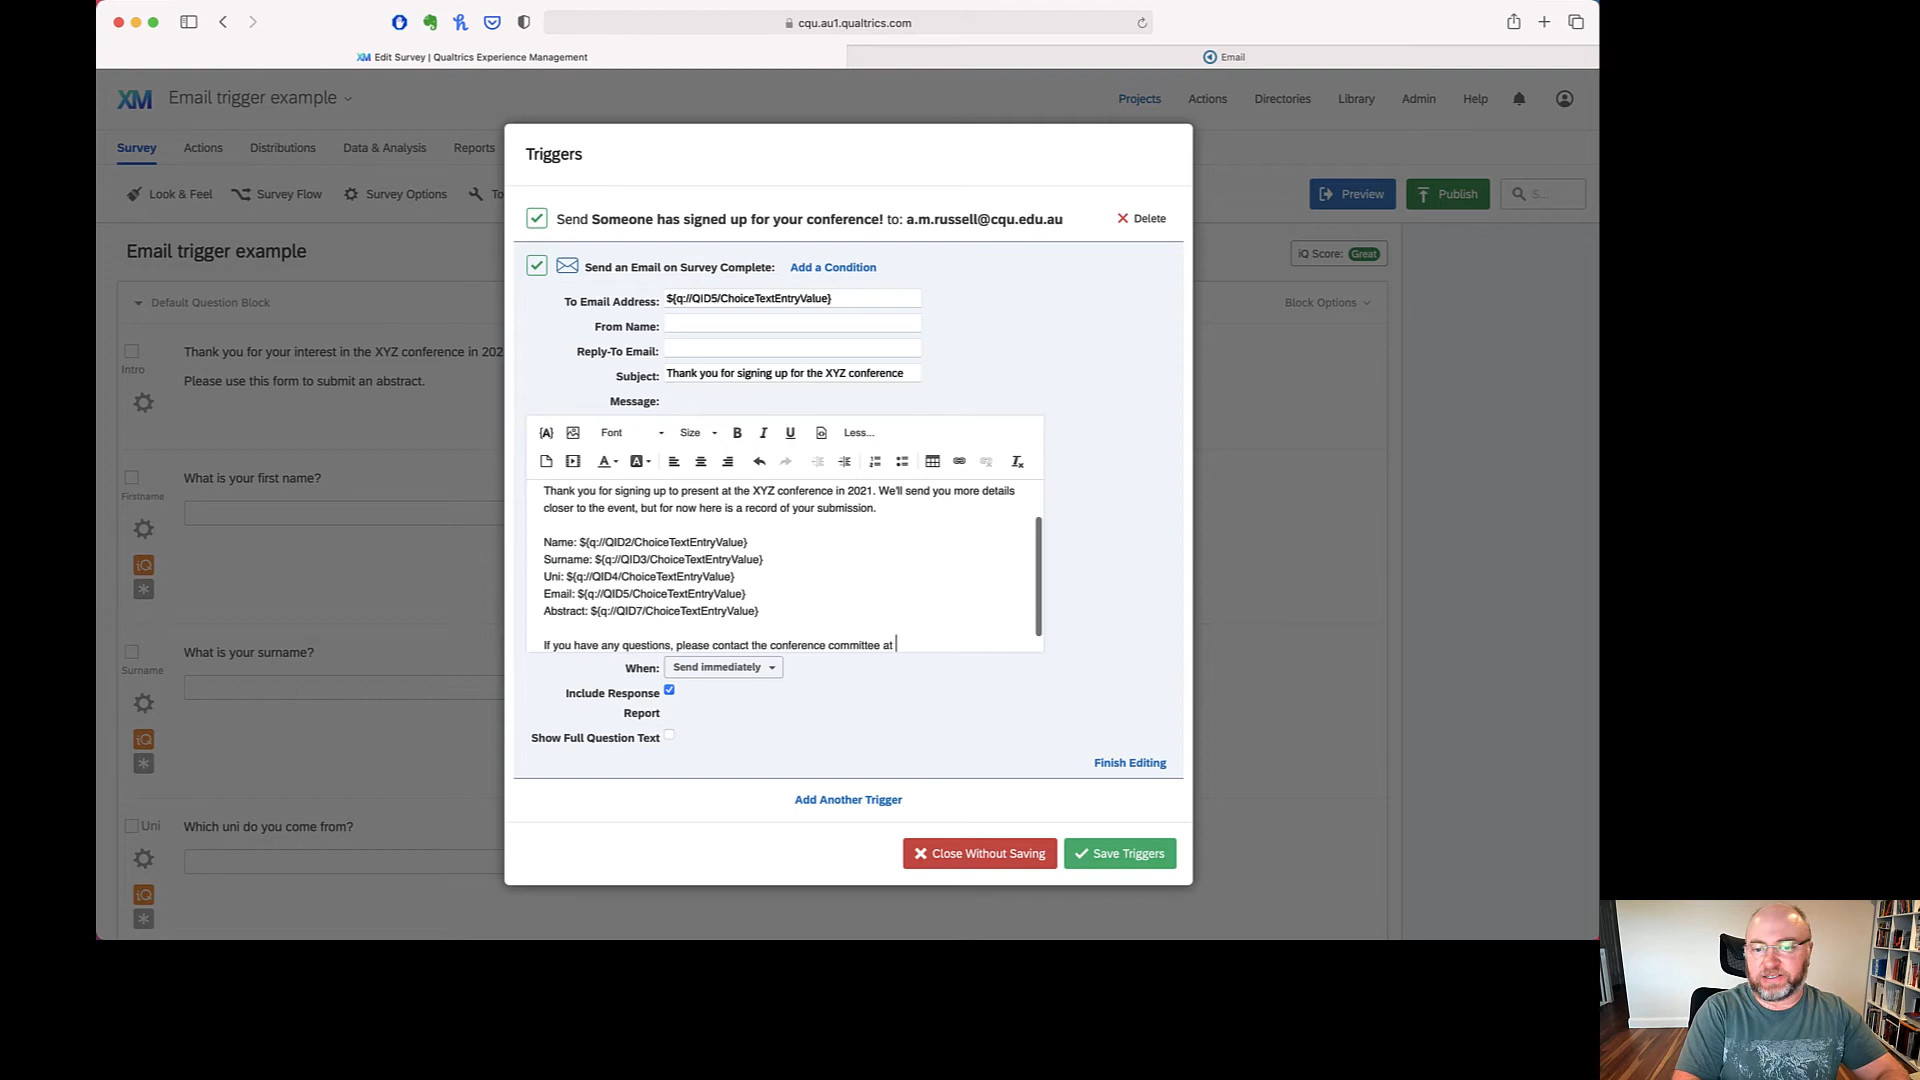 cqu.au1.qualtrics.com
XM Edit Survey | Qualtrics Experience Management
Email
XM
Email trigger example
Projects
Actions
Directories
Library
Admin
Help
Survey
Actions
Distributions
Data & Analysis
Reports
Look & Feel
Survey Flow
Survey Options
To
Preview
Publish
S...
Email trigger example
iQ Score: Great
Default Question Block
Block Options
Intro
Thank you for your interest in the XYZ conference in 202
Please use this form to submit an abstract.
Firstname
What is your first name?
iQ
Surname
What is your surname?
iQ
Uni
Which uni do you come from?
iQ
Triggers
Send Someone has signed up for your conference! to: a.m.russell@cqu.edu.au
Delete
Send an Email on Survey Complete: Add a Condition
To Email Address: ${q://QID5/ChoiceTextEntryValue}
From Name:
Reply-To Email:
Subject: Thank you for signing up for the XYZ conference
Message:
{A} Font Size B I U Less...
Thank you for signing up to present at the XYZ conference in 2021. We'll send you more details
closer to the event, but for now here is a record of your submission.
Name: ${q://QID2/ChoiceTextEntryValue}
Surname: ${q://QID3/ChoiceTextEntryValue}
Uni: ${q://QID4/ChoiceTextEntryValue}
Email: ${q://QID5/ChoiceTextEntryValue}
Abstract: ${q://QID7/ChoiceTextEntryValue}
If you have any questions, please contact the conference committee at
When: Send immediately
Include Response
Report
Show Full Question Text
Finish Editing
Add Another Trigger
Close Without Saving
Save Triggers